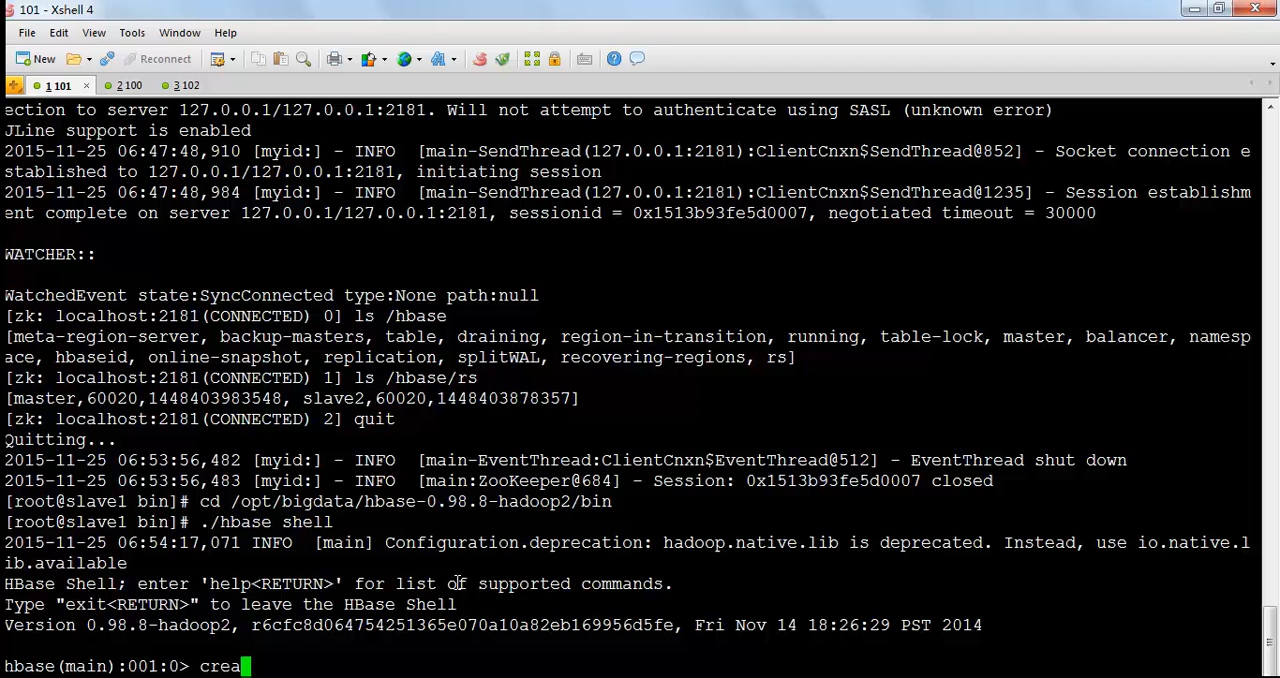 101 - Xshell 4
File Edit View Tools Window Help
New Reconnect
1 101 2 100 3 102
ection to server 127.0.0.1/127.0.0.1:2181. Will not attempt to authenticate using SASL (unknown error)
JLine support is enabled
2015-11-25 06:47:48,910 [myid:] - INFO  [main-SendThread(127.0.0.1:2181):ClientCnxn$SendThread@852] - Socket connection e
stablished to 127.0.0.1/127.0.0.1:2181, initiating session
2015-11-25 06:47:48,984 [myid:] - INFO  [main-SendThread(127.0.0.1:2181):ClientCnxn$SendThread@1235] - Session establishm
ent complete on server 127.0.0.1/127.0.0.1:2181, sessionid = 0x1513b93fe5d0007, negotiated timeout = 30000
WATCHER::
WatchedEvent state:SyncConnected type:None path:null
[zk: localhost:2181(CONNECTED) 0] ls /hbase
[meta-region-server, backup-masters, table, draining, region-in-transition, running, table-lock, master, balancer, namesp
ace, hbaseid, online-snapshot, replication, splitWAL, recovering-regions, rs]
[zk: localhost:2181(CONNECTED) 1] ls /hbase/rs
[master,60020,1448403983548, slave2,60020,1448403878357]
[zk: localhost:2181(CONNECTED) 2] quit
Quitting...
2015-11-25 06:53:56,482 [myid:] - INFO  [main-EventThread:ClientCnxn$EventThread@512] - EventThread shut down
2015-11-25 06:53:56,483 [myid:] - INFO  [main:ZooKeeper@684] - Session: 0x1513b93fe5d0007 closed
[root@slave1 bin]# cd /opt/bigdata/hbase-0.98.8-hadoop2/bin
[root@slave1 bin]# ./hbase shell
2015-11-25 06:54:17,071 INFO  [main] Configuration.deprecation: hadoop.native.lib is deprecated. Instead, use io.native.l
ib.available
HBase Shell; enter 'help<RETURN>' for list of supported commands.
Type "exit<RETURN>" to leave the HBase Shell
Version 0.98.8-hadoop2, r6cfc8d064754251365e070a10a82eb169956d5fe, Fri Nov 14 18:26:29 PST 2014
hbase(main):001:0> crea